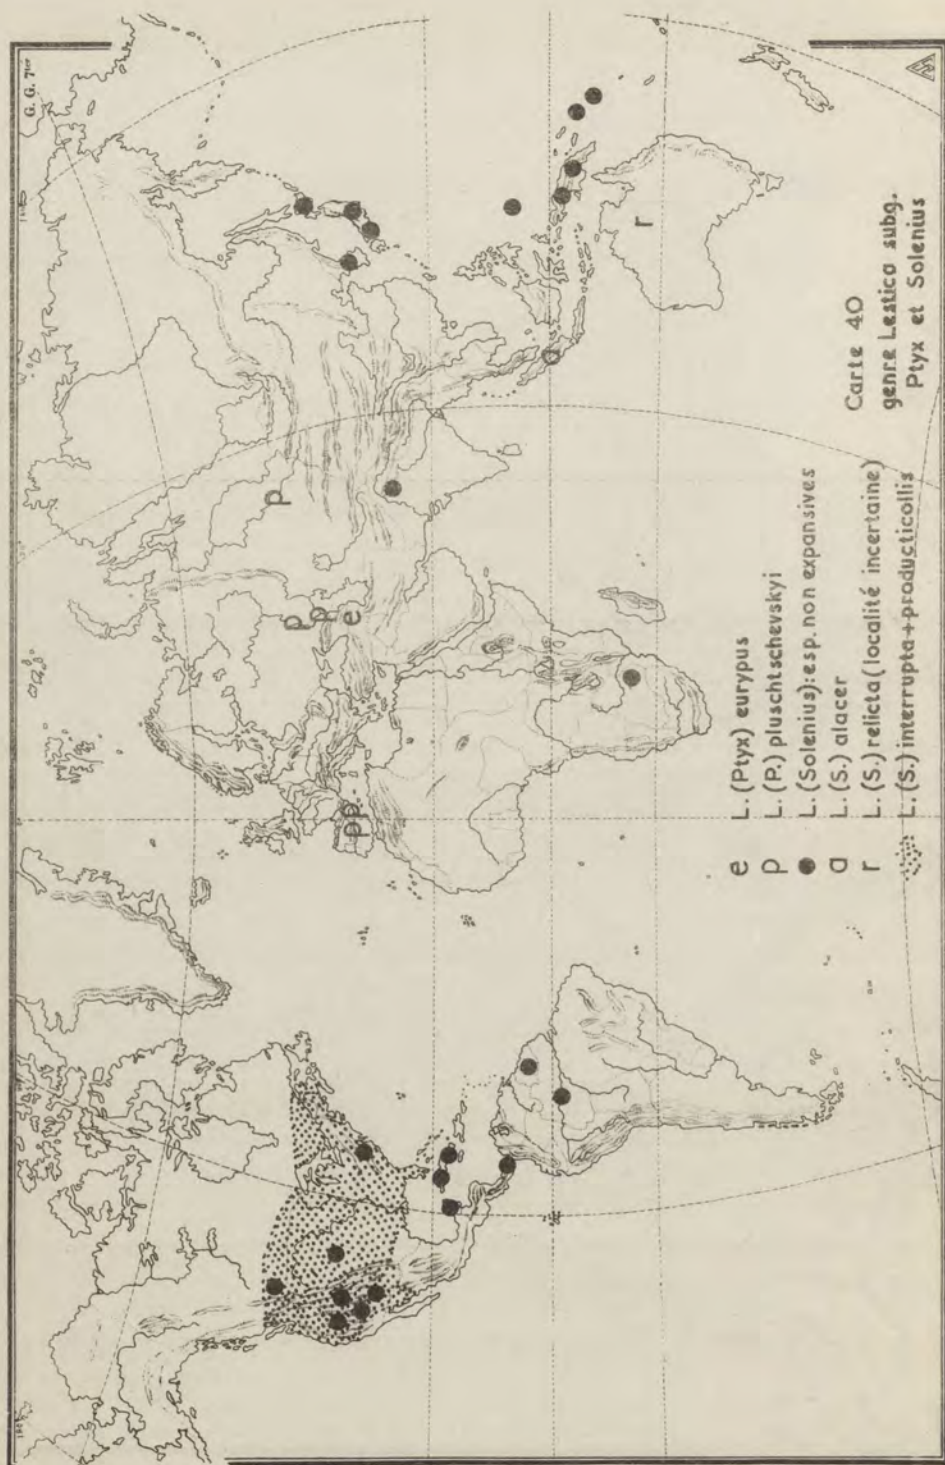 G. G. 7
p
p
p
e
pp
a
r
e L. (Ptyx) eurypus
p L. (P.) pluschtschevskyi
● L. (Solenius): esp. non expansives
a L. (S.) alacer
r L. (S.) relicta (localité incertaine)
L. (S.) interrupta + producticollis
Carte 40
genre Lestica subg.
Ptyx et Solenius